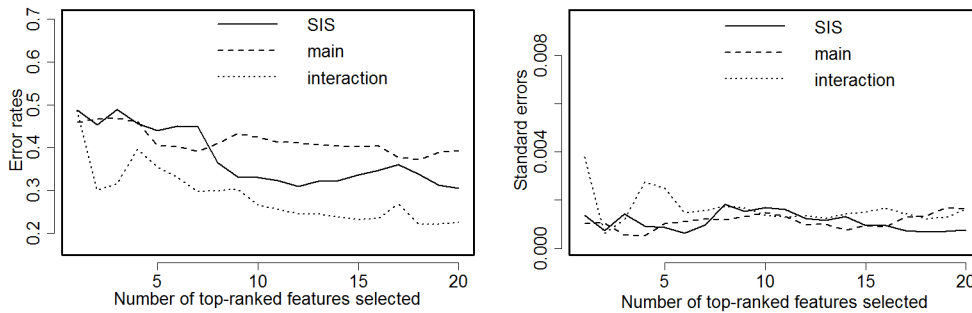 0.7
0.6
0.5
0.4
0.3
0.2
Error rates
SIS
main
interaction
5
10
15
20
Number of top-ranked features selected
0.008
0.004
0.000
Standard errors
SIS
main
interaction
5
10
15
20
Number of top-ranked features selected